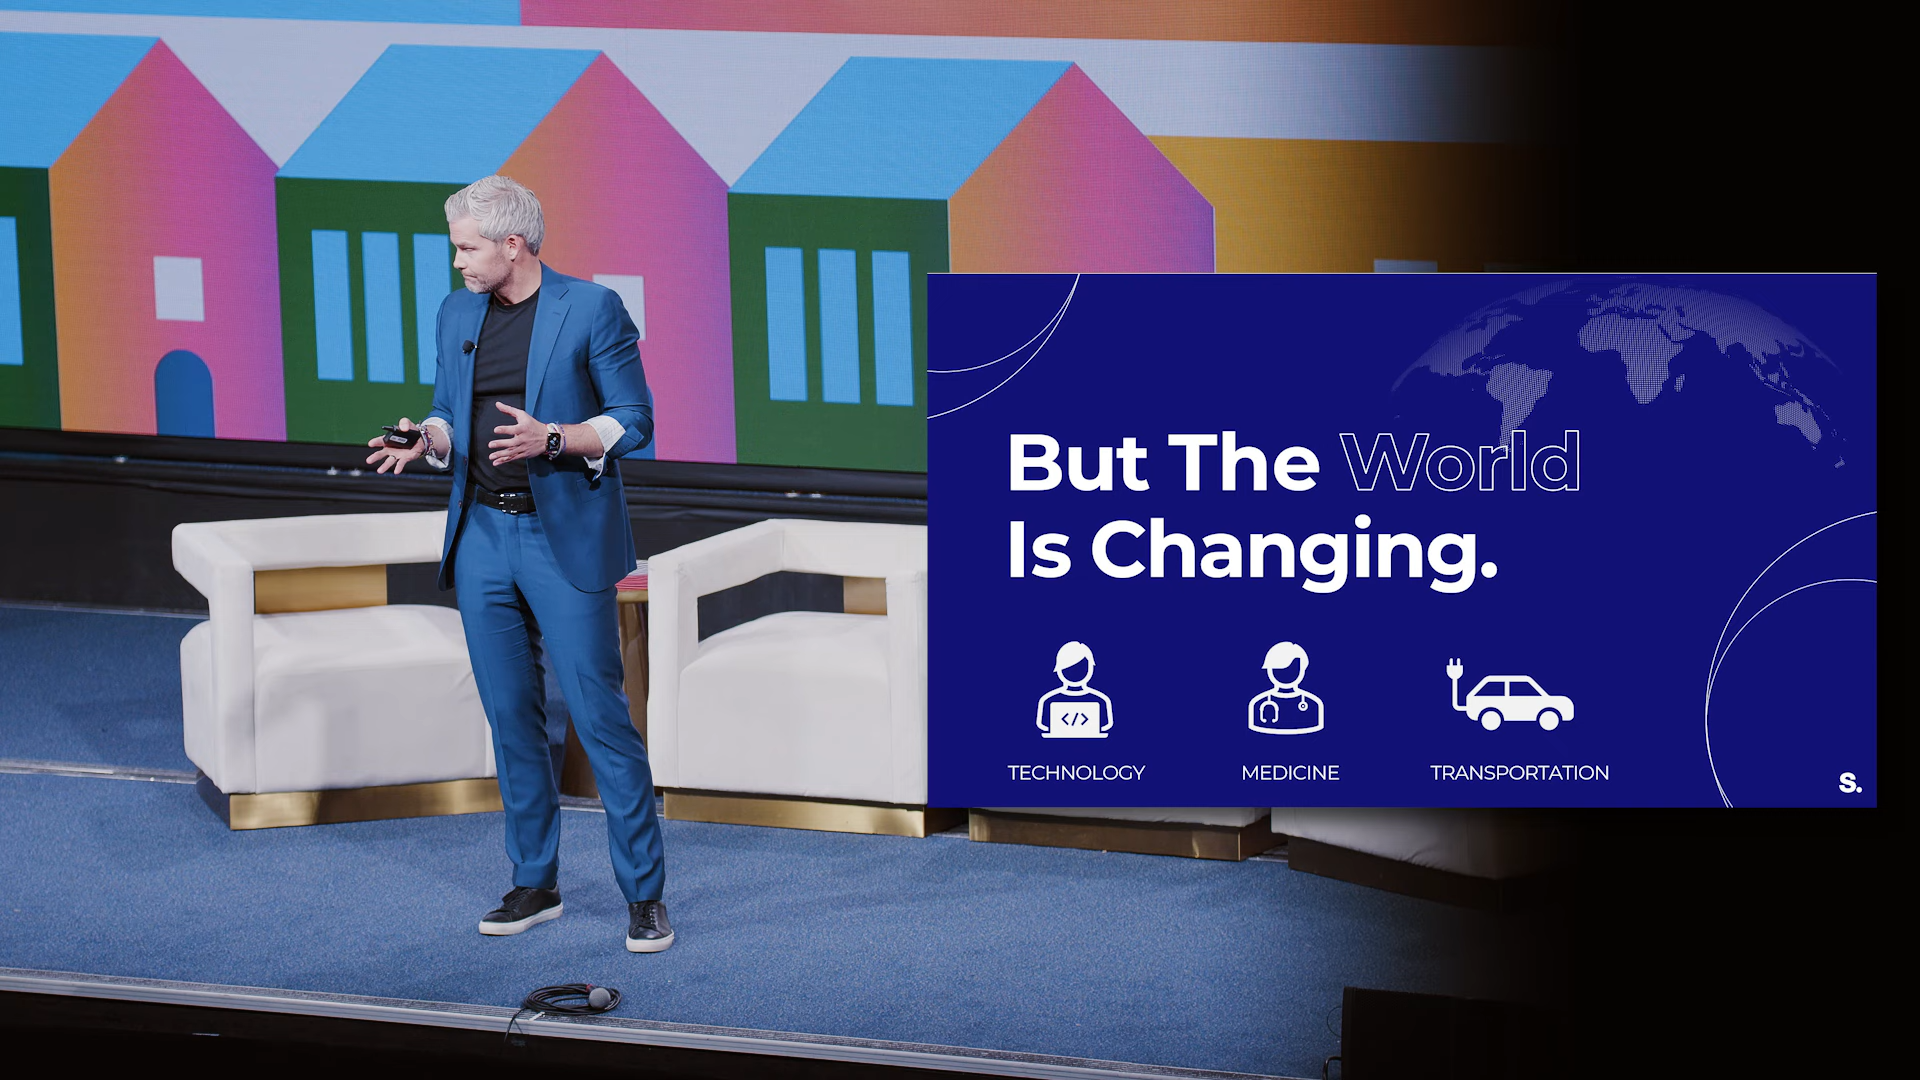 But The World
Is Changing.
</>
TECHNOLOGY
MEDICINE
TRANSPORTATION
S.